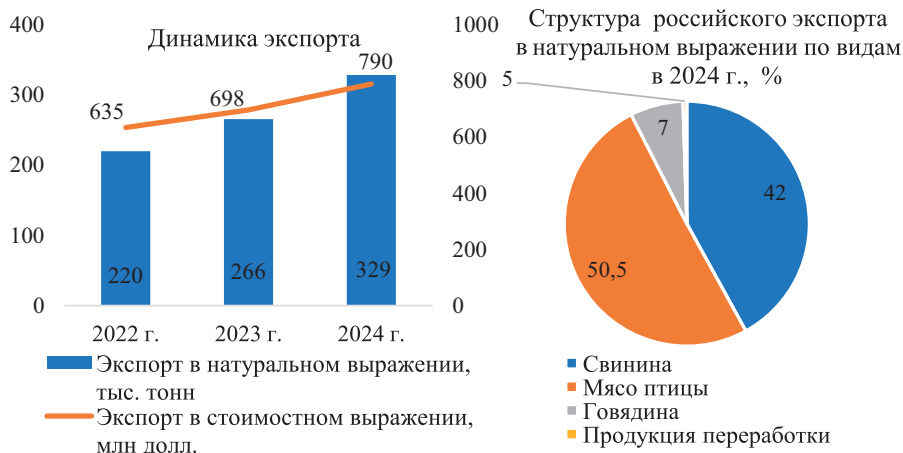 Динамика экспорта
400
300
200
100
0
635
698
790
220
266
329
2022 г.
2023 г.
2024 г.
1000
800
600
400
200
0
Экспорт в натуральном выражении,
тыс. тонн
Экспорт в стоимостном выражении,
млн долл.
Структура российского экспорта
в натуральном выражении по видам
в 2024 г., %
5
7
42
50,5
Свинина
Мясо птицы
Говядина
Продукция переработки